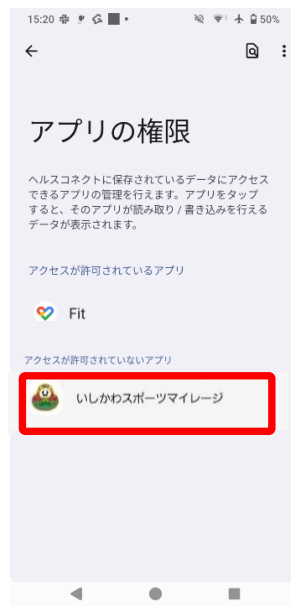 15:20 50%
アプリの権限
ヘルスコネクトに保存されているデータにアクセス
できるアプリの管理を行えます。アプリをタップ
すると、そのアプリが読み取り / 書き込みを行える
データが表示されます。
アクセスが許可されているアプリ
Fit
アクセスが許可されていないアプリ
いしかわスポーツマイレージ